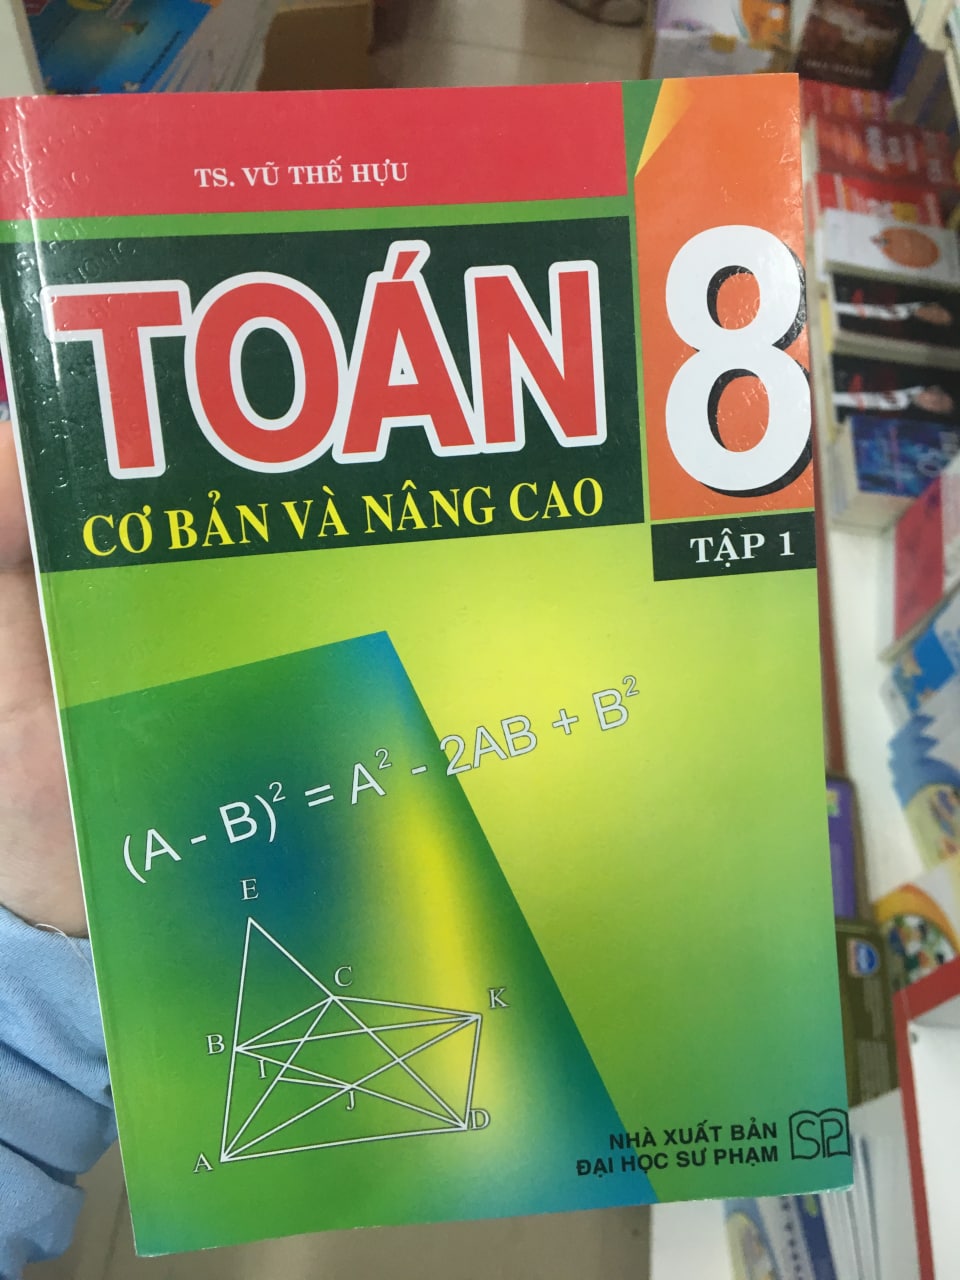 TS. VŨ THẾ HỰU
TOÁN 8
CƠ BẢN VÀ NÂNG CAO
TẬP 1
(A - B)² = A² - 2AB + B²
E
C
K
B
I
J
D
A
NHÀ XUẤT BẢN
ĐẠI HỌC SƯ PHẠM
SP